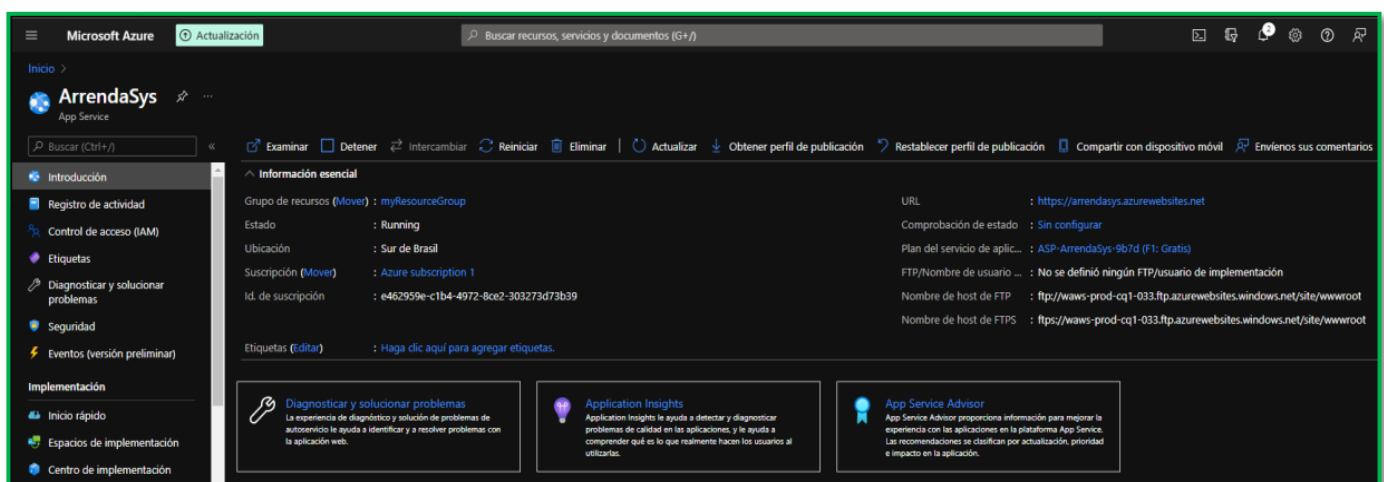 Microsoft Azure
Actualización
Buscar recursos, servicios y documentos (G+/)
2
Inicio >
ArrendaSys
App Service
Buscar (Ctrl+/)
«
Examinar
Detener
Intercambiar
Reiniciar
Eliminar
Actualizar
Obtener perfil de publicación
Restablecer perfil de publicación
Compartir con dispositivo móvil
Envíenos sus comentarios
Introducción
Registro de actividad
Control de acceso (IAM)
Etiquetas
Diagnosticar y solucionar
problemas
Seguridad
Eventos (versión preliminar)
Implementación
Inicio rápido
Espacios de implementación
Centro de implementación
Información esencial
Grupo de recursos (Mover) : myResourceGroup
Estado : Running
Ubicación : Sur de Brasil
Suscripción (Mover) : Azure subscription 1
Id. de suscripción : e462959e-c1b4-4972-8ce2-303273d73b39
Etiquetas (Editar) : Haga clic aquí para agregar etiquetas.
URL : https://arrendasys.azurewebsites.net
Comprobación de estado : Sin configurar
Plan del servicio de aplic... : ASP-ArrendaSys-9b7d (F1: Gratis)
FTP/Nombre de usuario ... : No se definió ningún FTP/usuario de implementación
Nombre de host de FTP : ftp://waws-prod-cq1-033.ftp.azurewebsites.windows.net/site/wwwroot
Nombre de host de FTPS : ftps://waws-prod-cq1-033.ftp.azurewebsites.windows.net/site/wwwroot
Diagnosticar y solucionar problemas
La experiencia de diagnóstico y solución de problemas de
autoservicio le ayuda a identificar y a resolver problemas con
la aplicación web.
Application Insights
Application Insights le ayuda a detectar y diagnosticar
problemas de calidad en las aplicaciones, y le ayuda a
comprender qué es lo que realmente hacen los usuarios al
utilizarlas.
App Service Advisor
App Service Advisor proporciona información para mejorar la
experiencia con las aplicaciones en la plataforma App Service.
Las recomendaciones se clasifican por actualización, prioridad
e impacto en la aplicación.